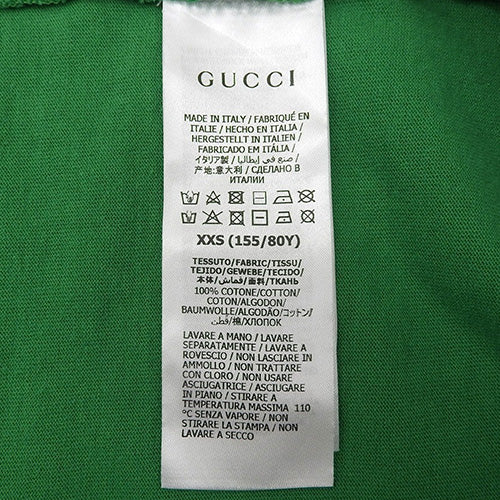 GUCCI
MADE IN ITALY / FABRIQUÉ EN
ITALIE / HECHO EN ITALIA /
HERGESTELLT IN ITALIEN /
FABRICADO EM ITÁLIA /
イタリア製 / صنع في إيطاليا /
产地:意大利 / СДЕЛАНО В
ИТАЛИИ
XXS (155/80Y)
TESSUTO/FABRIC/TISSU/
TEJIDO/GEWEBE/TECIDO/
本体/قماش/面料/ТКАНЬ
100% COTONE/COTTON/
COTON/ALGODON/
BAUMWOLLE/ALGODÃO/コットン/
قطن/棉/ХЛОПОК
LAVARE A MANO / LAVARE
SEPARATAMENTE / LAVARE A
ROVESCIO / NON LASCIARE IN
AMMOLLO / NON TRATTARE
CON CLORO / NON USARE
ASCIUGATRICE / ASCIUGARE
IN PIANO / STIRARE A
TEMPERATURA MASSIMA 110
°C SENZA VAPORE / NON
STIRARE LA STAMPA / NON
LAVARE A SECCO